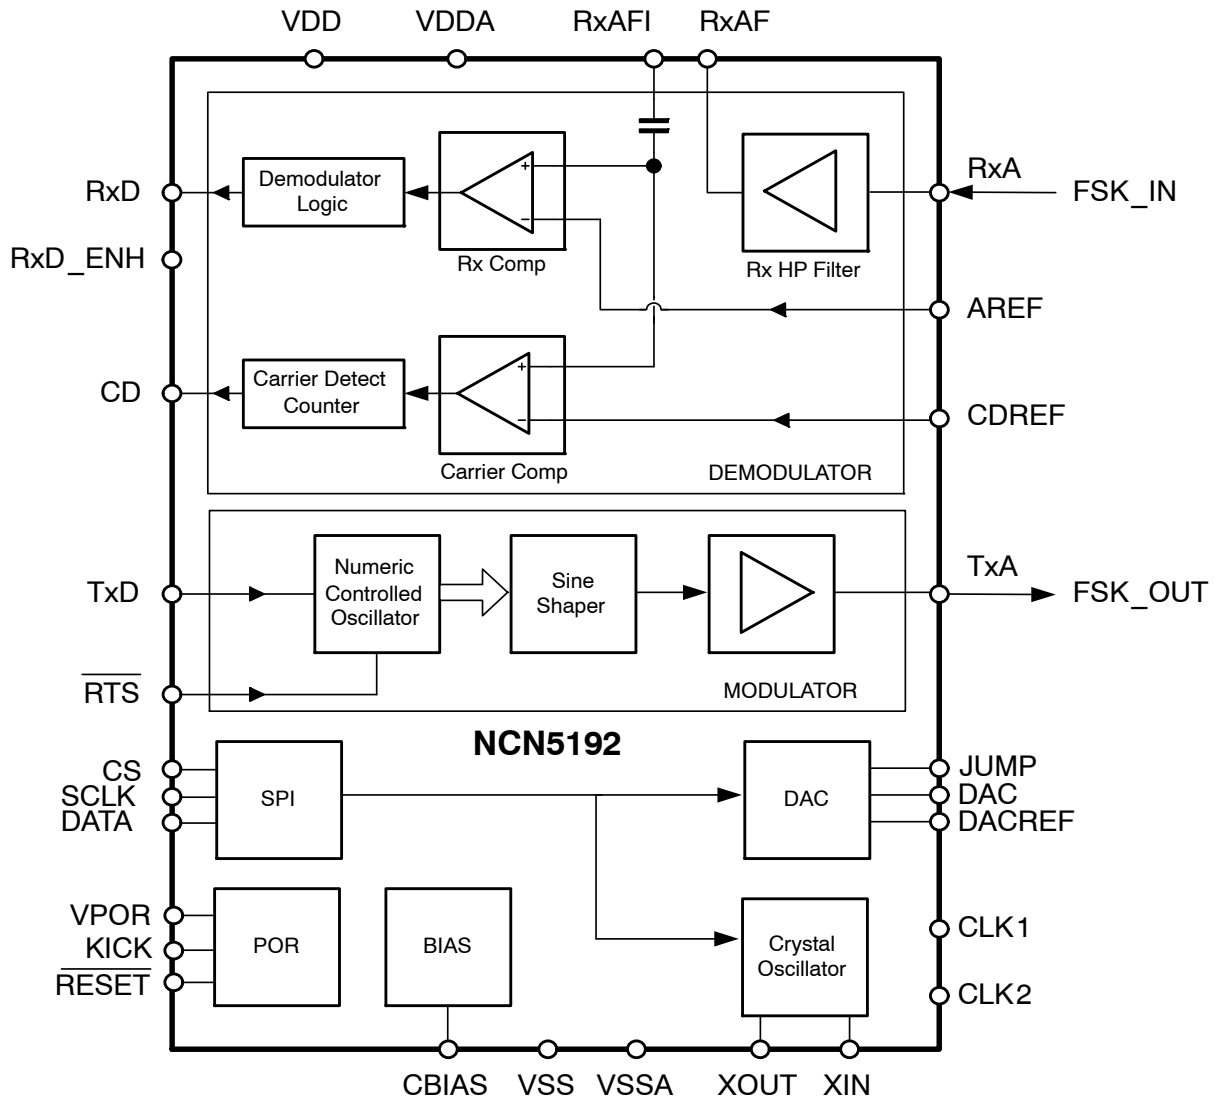 VDD
VDDA
RxAFI
RxAF
RxD
RxD_ENH
CD
Demodulator
Logic
+
−
Rx Comp
Rx HP Filter
RxA
FSK_IN
AREF
Carrier Detect
Counter
+
−
Carrier Comp
CDREF
DEMODULATOR
TxD
RTS
Numeric
Controlled
Oscillator
Sine
Shaper
TxA
FSK_OUT
MODULATOR
NCN5192
CS
SCLK
DATA
SPI
DAC
JUMP
DAC
DACREF
VPOR
KICK
RESET
POR
BIAS
Crystal
Oscillator
CLK1
CLK2
CBIAS
VSS
VSSA
XOUT
XIN